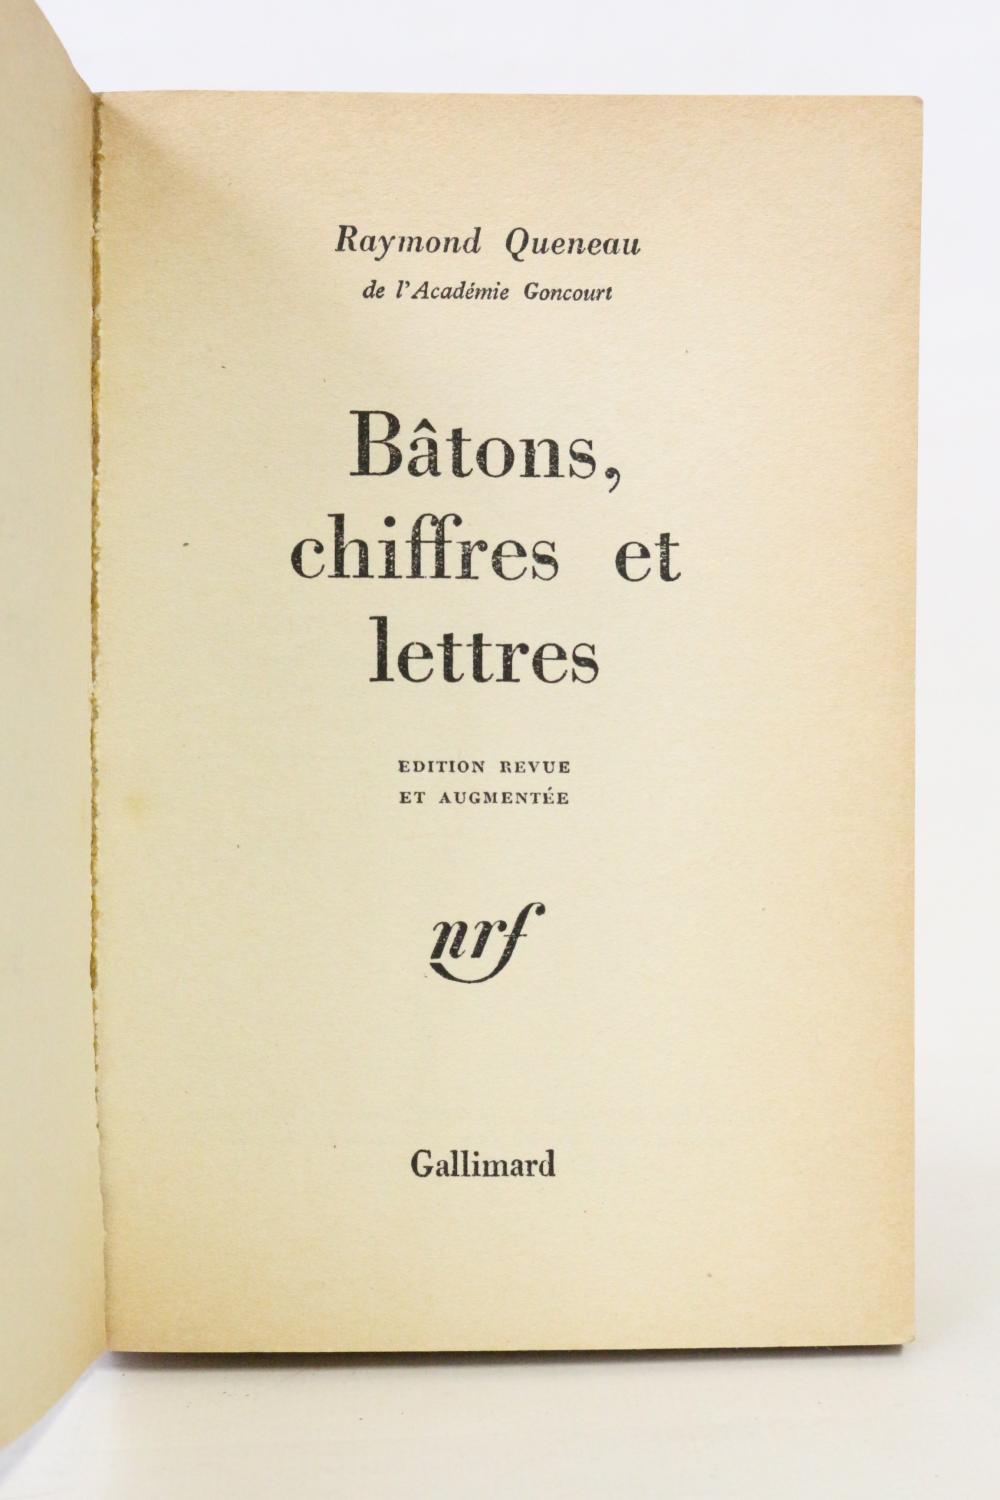 Raymond Queneau
de l'Académie Goncourt
Bâtons,
chiffres et
lettres
EDITION REVUE
ET AUGMENTÉE
nrf
Gallimard